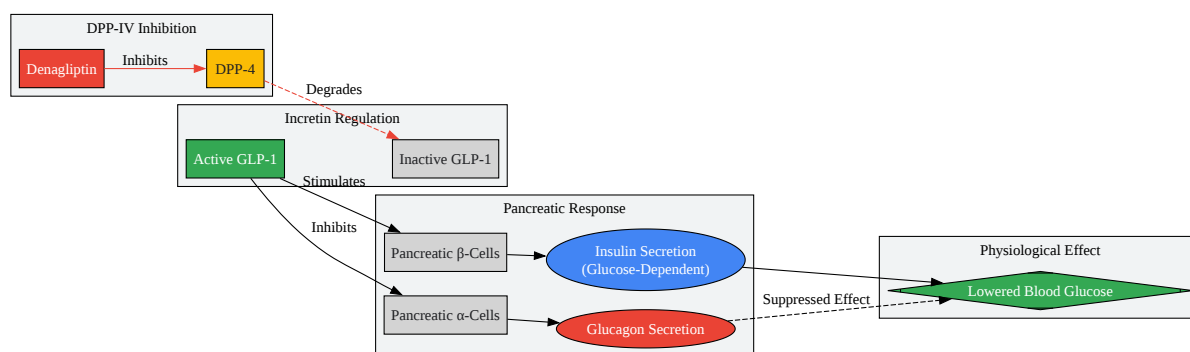 DPP-IV Inhibition
Denagliptin
Inhibits
DPP-4
Degrades
Incretin Regulation
Active GLP-1
Inactive GLP-1
Stimulates
Inhibits
Pancreatic Response
Pancreatic β-Cells
Insulin Secretion
(Glucose-Dependent)
Physiological Effect
Lowered Blood Glucose
Suppressed Effect
Pancreatic α-Cells
Glucagon Secretion